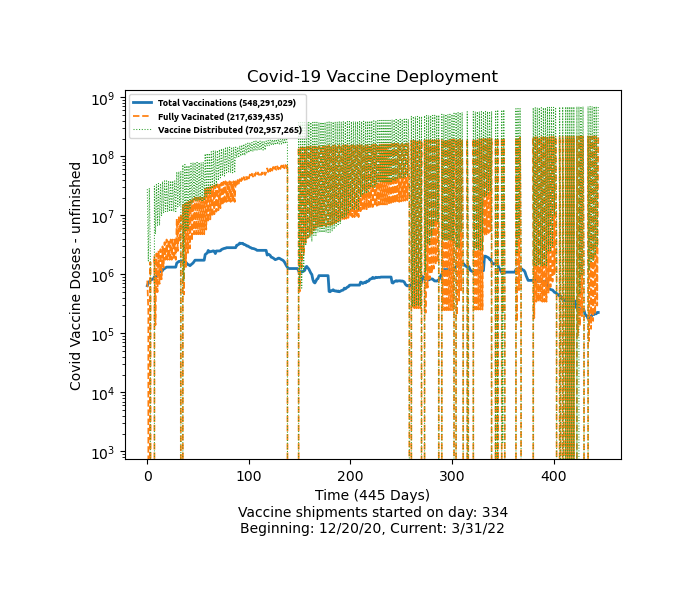 Covid-19 Vaccine Deployment
Total Vaccinations (548,291,029)
Fully Vacinated (217,639,435)
Vaccine Distributed (702,957,265)
Covid Vaccine Doses - unfinished
10⁹
10⁸
10⁷
10⁶
10⁵
10⁴
10³
0 100 200 300 400
Time (445 Days)
Vaccine shipments started on day: 334
Beginning: 12/20/20, Current: 3/31/22